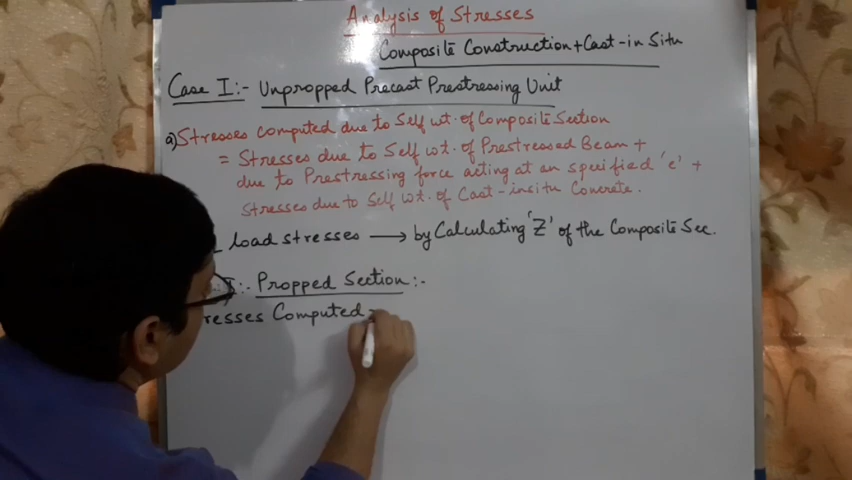 Analysis of Stresses
Composite Construction + Cast-in Situ
Case I:- Unpropped Precast Prestressing Unit
a) Stresses computed due to Self wt. of Composite Section
= Stresses due to Self wt. of Prestressed Beam +
due to Prestressing force acting at an specified 'e' +
Stresses due to Self wt. of Cast-insitu Concrete.
load stresses → by Calculating 'Z' of the Composite Sec.
I:- Propped Section :-
resses Computed